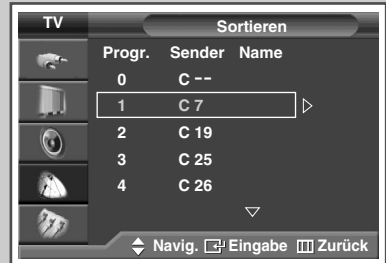 TV Sortieren
Progr. Sender Name
0 C --
1 C 7
2 C 19
3 C 25
4 C 26
Navig. Eingabe Zurück